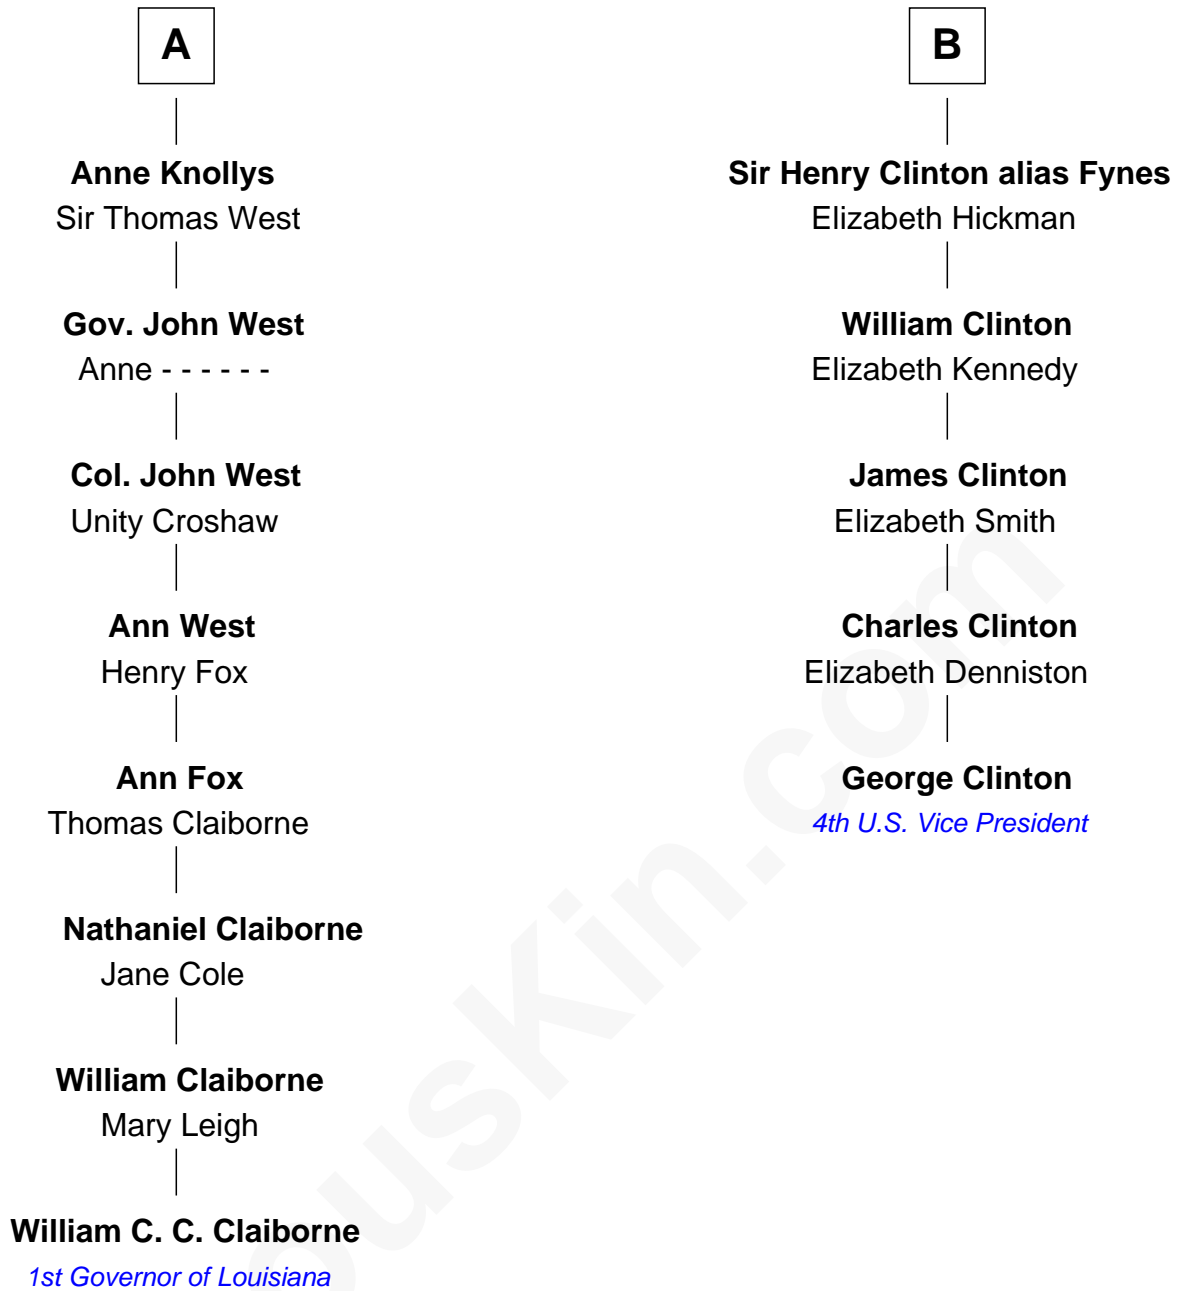 A
Anne Knollys
Sir Thomas West
Gov. John West
Anne - - - - - -
Col. John West
Unity Croshaw
Ann West
Henry Fox
Ann Fox
Thomas Claiborne
Nathaniel Claiborne
Jane Cole
William Claiborne
Mary Leigh
William C. C. Claiborne
1st Governor of Louisiana
B
Sir Henry Clinton alias Fynes
Elizabeth Hickman
William Clinton
Elizabeth Kennedy
James Clinton
Elizabeth Smith
Charles Clinton
Elizabeth Denniston
George Clinton
4th U.S. Vice President
ousKin.com